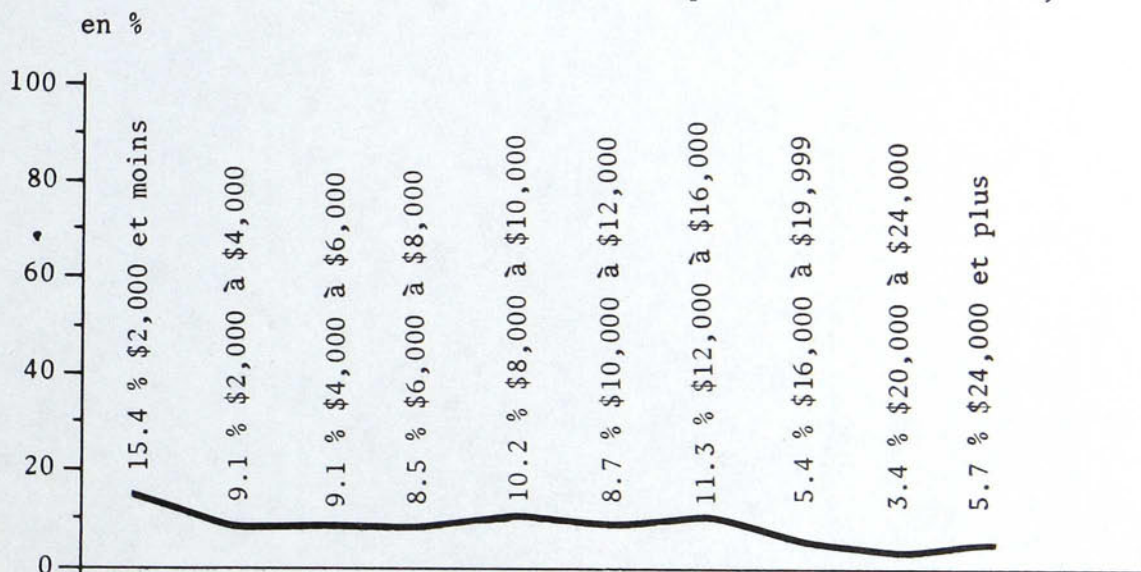 en %
100
80
60
40
20
0
15.4 % $2,000 et moins
9.1 % $2,000 à $4,000
9.1 % $4,000 à $6,000
8.5 % $6,000 à $8,000
10.2 % $8,000 à $10,000
8.7 % $10,000 à $12,000
11.3 % $12,000 à $16,000
5.4 % $16,000 à $19,999
3.4 % $20,000 à $24,000
5.7 % $24,000 et plus